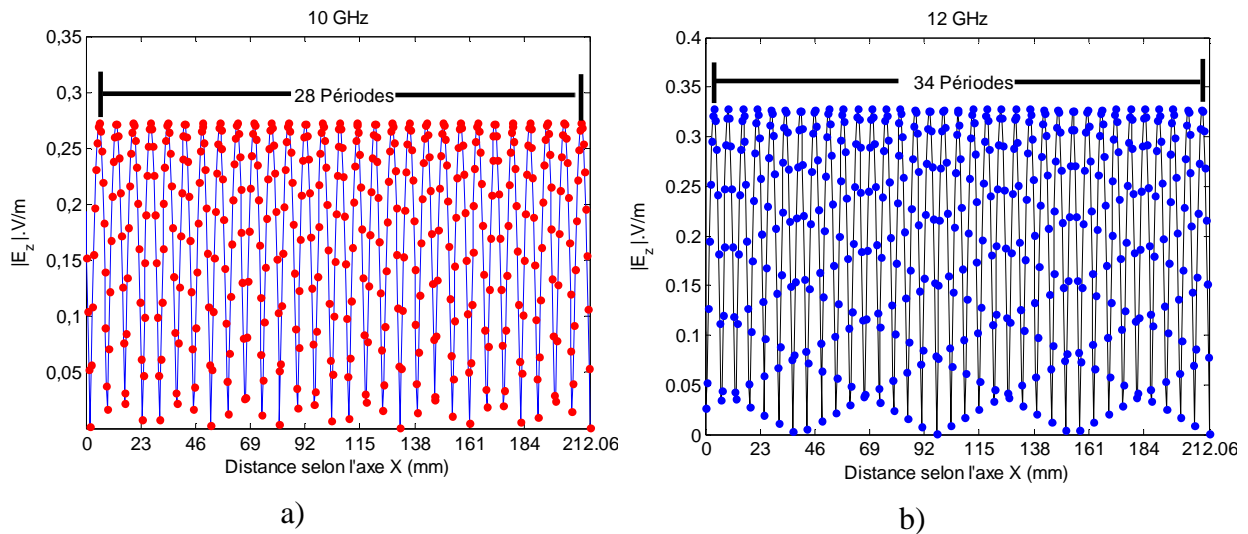 10 GHz
0,35
0,3
0,25
0,2
0,15
0,1
0,05
|E_z|.V/m
28 Périodes
0 23 46 69 92 115 138 161 184 212.06
Distance selon l'axe X (mm)
a)
12 GHz
0.4
0.35
0.3
0.25
0.2
0.15
0.1
0.05
0
|E_z|.V/m
34 Périodes
0 23 46 69 92 115 138 161 184 212.06
Distance selon l'axe X (mm)
b)